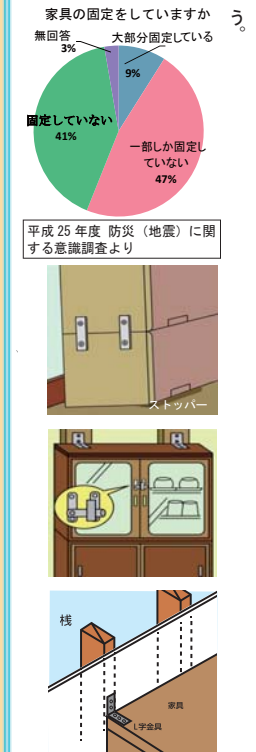 う。
家具の固定をしていますか
無回答
3%
大部分固定している
9%
固定していない
41%
一部しか固定し
ていない
47%
平成 25 年度 防災（地震）に関
する意識調査より
ストッパー
桟
家具
L字金具